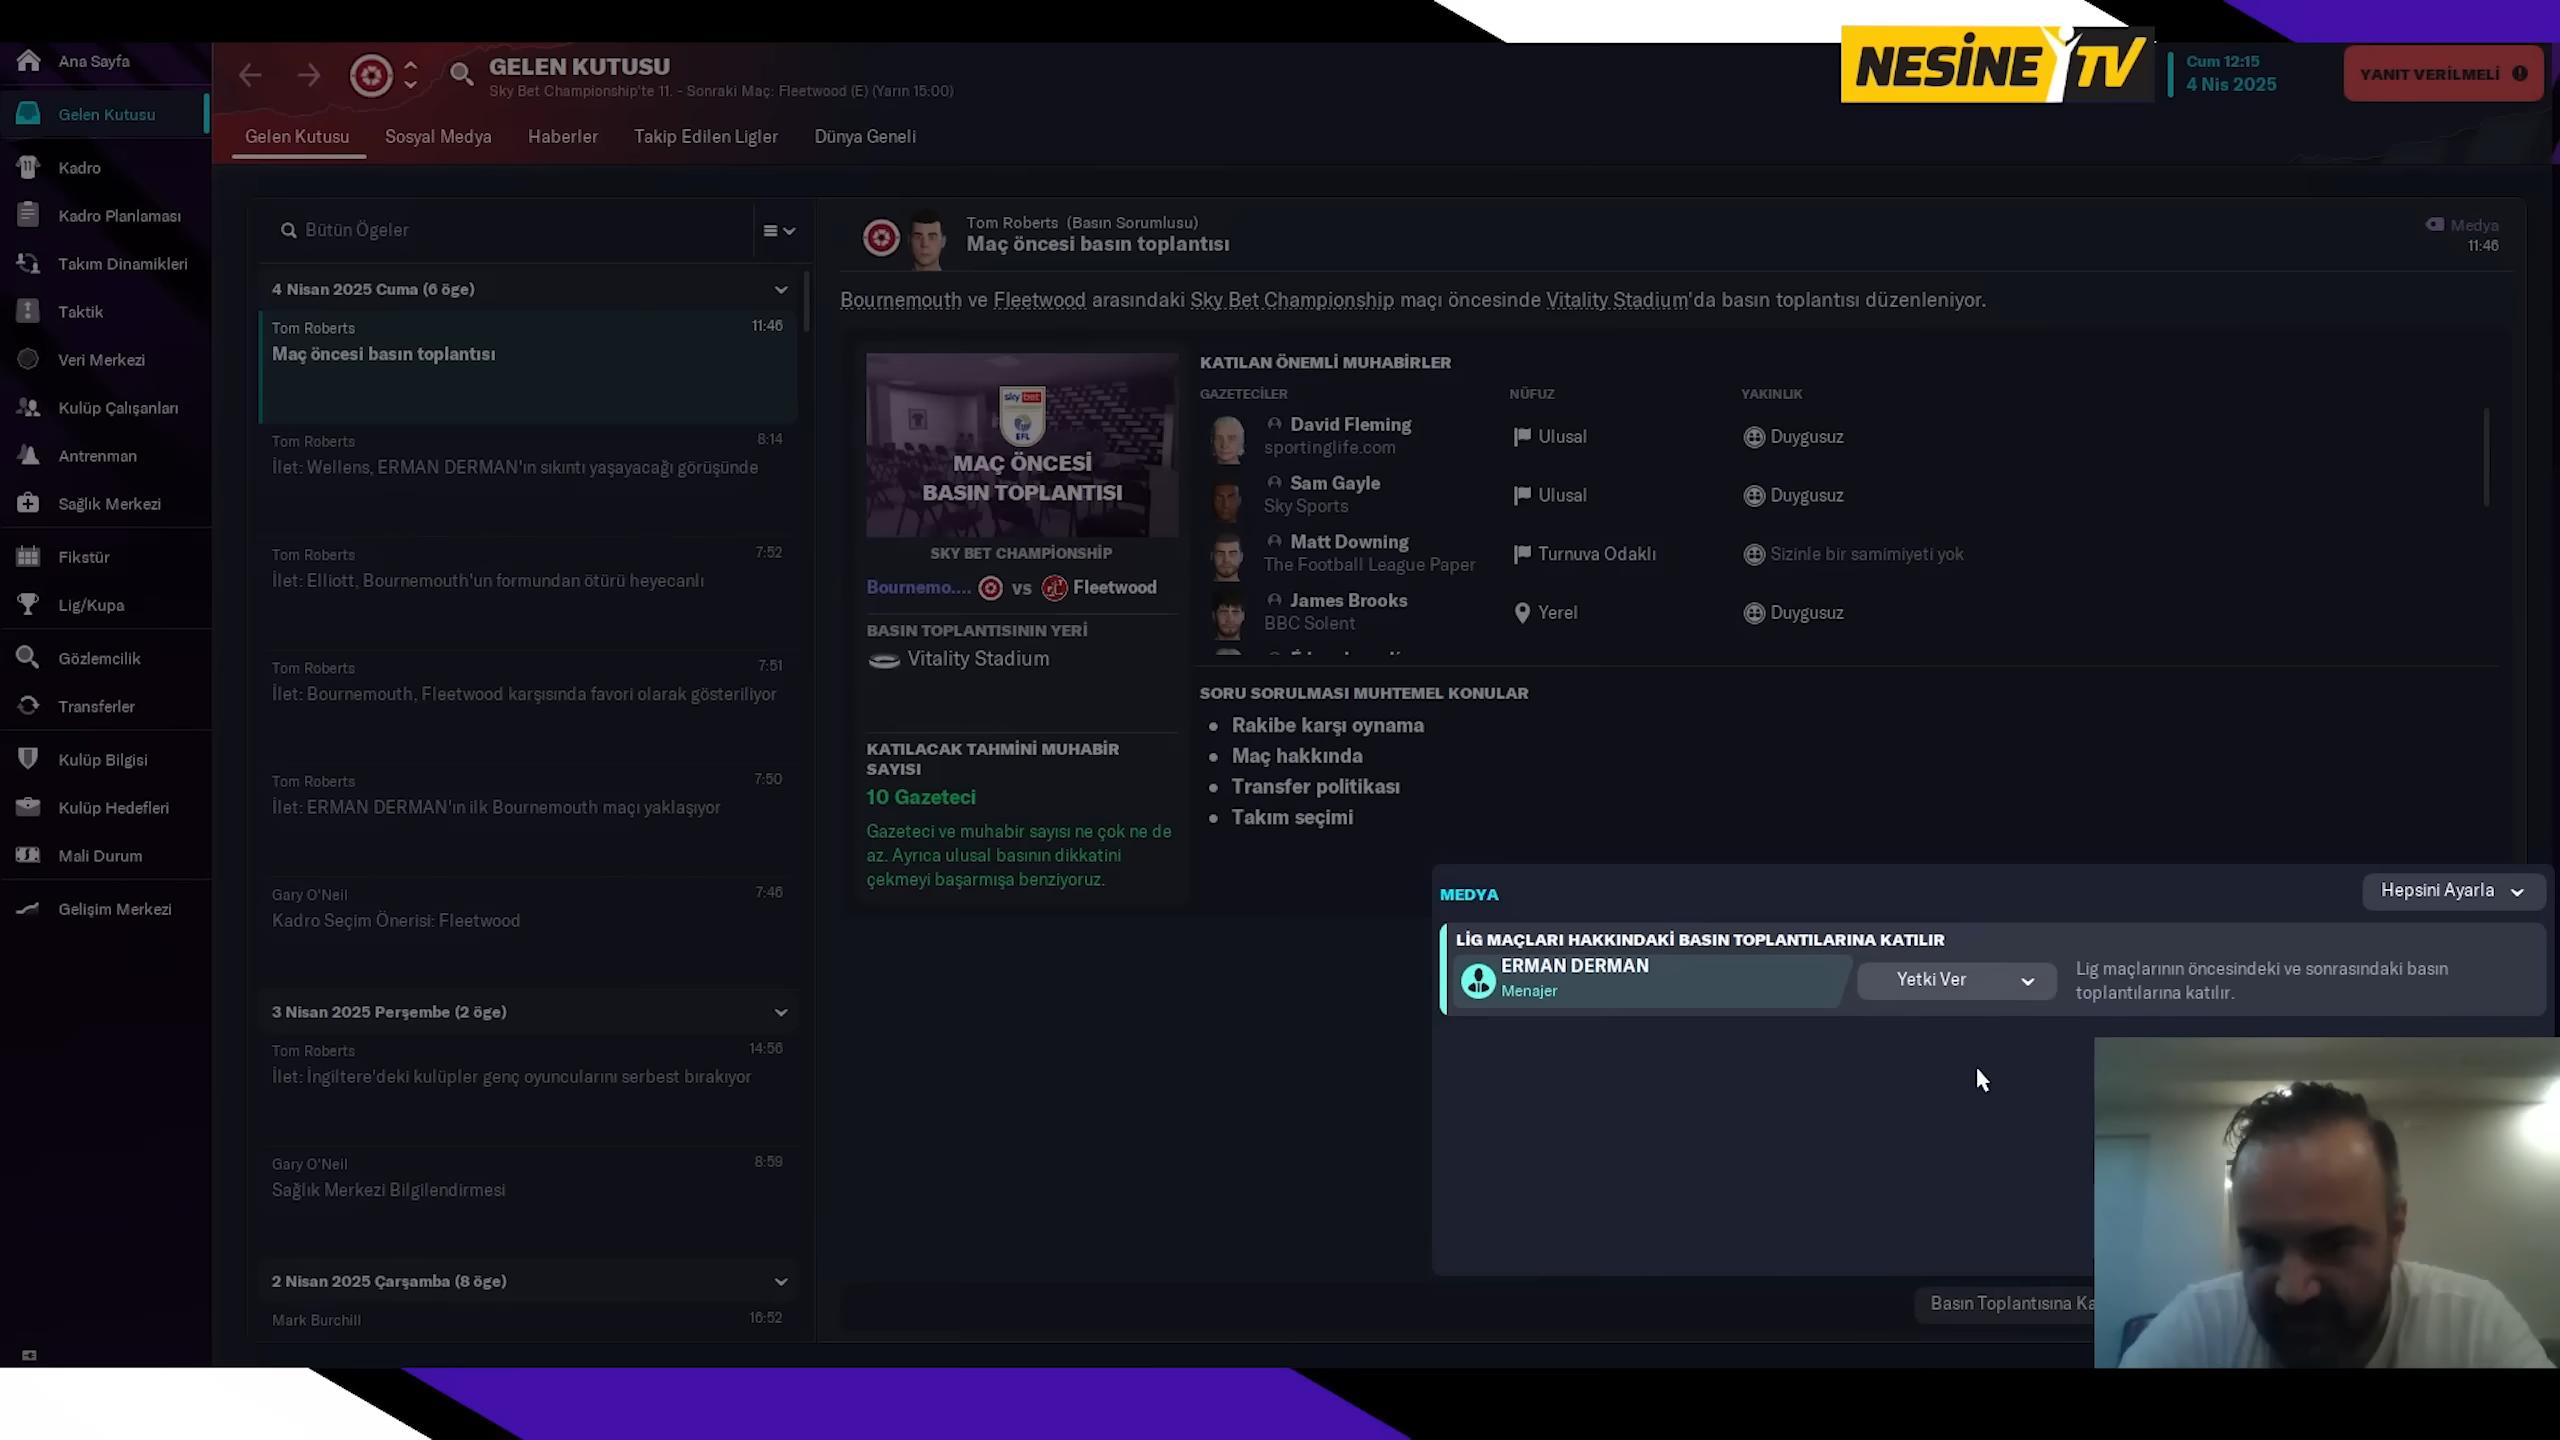 NESİNE TV
Ana Sayfa
Gelen Kutusu
Kadro
Kadro Planlaması
Takım Dinamikleri
Taktik
Veri Merkezi
Kulüp Çalışanları
Antrenman
Sağlık Merkezi
Fikstür
Lig/Kupa
Gözlemcilik
Transferler
Kulüp Bilgisi
Kulüp Hedefleri
Mali Durum
Gelişim Merkezi
GELEN KUTUSU
Sky Bet Championship'te 11. - Sonraki Maç: Fleetwood (E) (Yarın 15:00)
Cum 12:15
4 Nis 2025
YANIT VERİLMELİ
Gelen Kutusu
Sosyal Medya
Haberler
Takip Edilen Ligler
Dünya Geneli
Bütün Ögeler
4 Nisan 2025 Cuma (6 öge)
Tom Roberts 11:46
Maç öncesi basın toplantısı
Tom Roberts 8:14
İlet: Wellens, ERMAN DERMAN'ın sıkıntı yaşayacağı görüşünde
Tom Roberts 7:52
İlet: Elliott, Bournemouth'un formundan ötürü heyecanlı
Tom Roberts 7:51
İlet: Bournemouth, Fleetwood karşısında favori olarak gösteriliyor
Tom Roberts 7:50
İlet: ERMAN DERMAN'ın ilk Bournemouth maçı yaklaşıyor
Gary O'Neil 7:46
Kadro Seçim Önerisi: Fleetwood
3 Nisan 2025 Perşembe (2 öge)
Tom Roberts 14:56
İlet: İngiltere'deki kulüpler genç oyuncularını serbest bırakıyor
Gary O'Neil 8:59
Sağlık Merkezi Bilgilendirmesi
2 Nisan 2025 Çarşamba (8 öge)
Mark Burchill 16:52
Tom Roberts (Basın Sorumlusu)
Maç öncesi basın toplantısı
Medya
11:46
Bournemouth ve Fleetwood arasındaki Sky Bet Championship maçı öncesinde Vitality Stadium'da basın toplantısı düzenleniyor.
sky bet
EFL
MAÇ ÖNCESİ
BASIN TOPLANTISI
SKY BET CHAMPİONSHİP
Bournemo.... vs Fleetwood
BASIN TOPLANTISININ YERİ
Vitality Stadium
KATILACAK TAHMİNİ MUHABİR
SAYISI
10 Gazeteci
Gazeteci ve muhabir sayısı ne çok ne de
az. Ayrıca ulusal basının dikkatini
çekmeyi başarmışa benziyoruz.
KATILAN ÖNEMLİ MUHABİRLER
GAZETECİLER NÜFUZ YAKINLIK
David Fleming
sportinglife.com
Ulusal
Duygusuz
Sam Gayle
Sky Sports
Ulusal
Duygusuz
Matt Downing
The Football League Paper
Turnuva Odaklı
Sizinle bir samimiyeti yok
James Brooks
BBC Solent
Yerel
Duygusuz
SORU SORULMASI MUHTEMEL KONULAR
• Rakibe karşı oynama
• Maç hakkında
• Transfer politikası
• Takım seçimi
MEDYA
Hepsini Ayarla
LİG MAÇLARI HAKKINDAKİ BASIN TOPLANTILARINA KATILIR
ERMAN DERMAN
Menajer
Yetki Ver
Lig maçlarının öncesindeki ve sonrasındaki basın
toplantılarına katılır.
Basın Toplantısına Ka